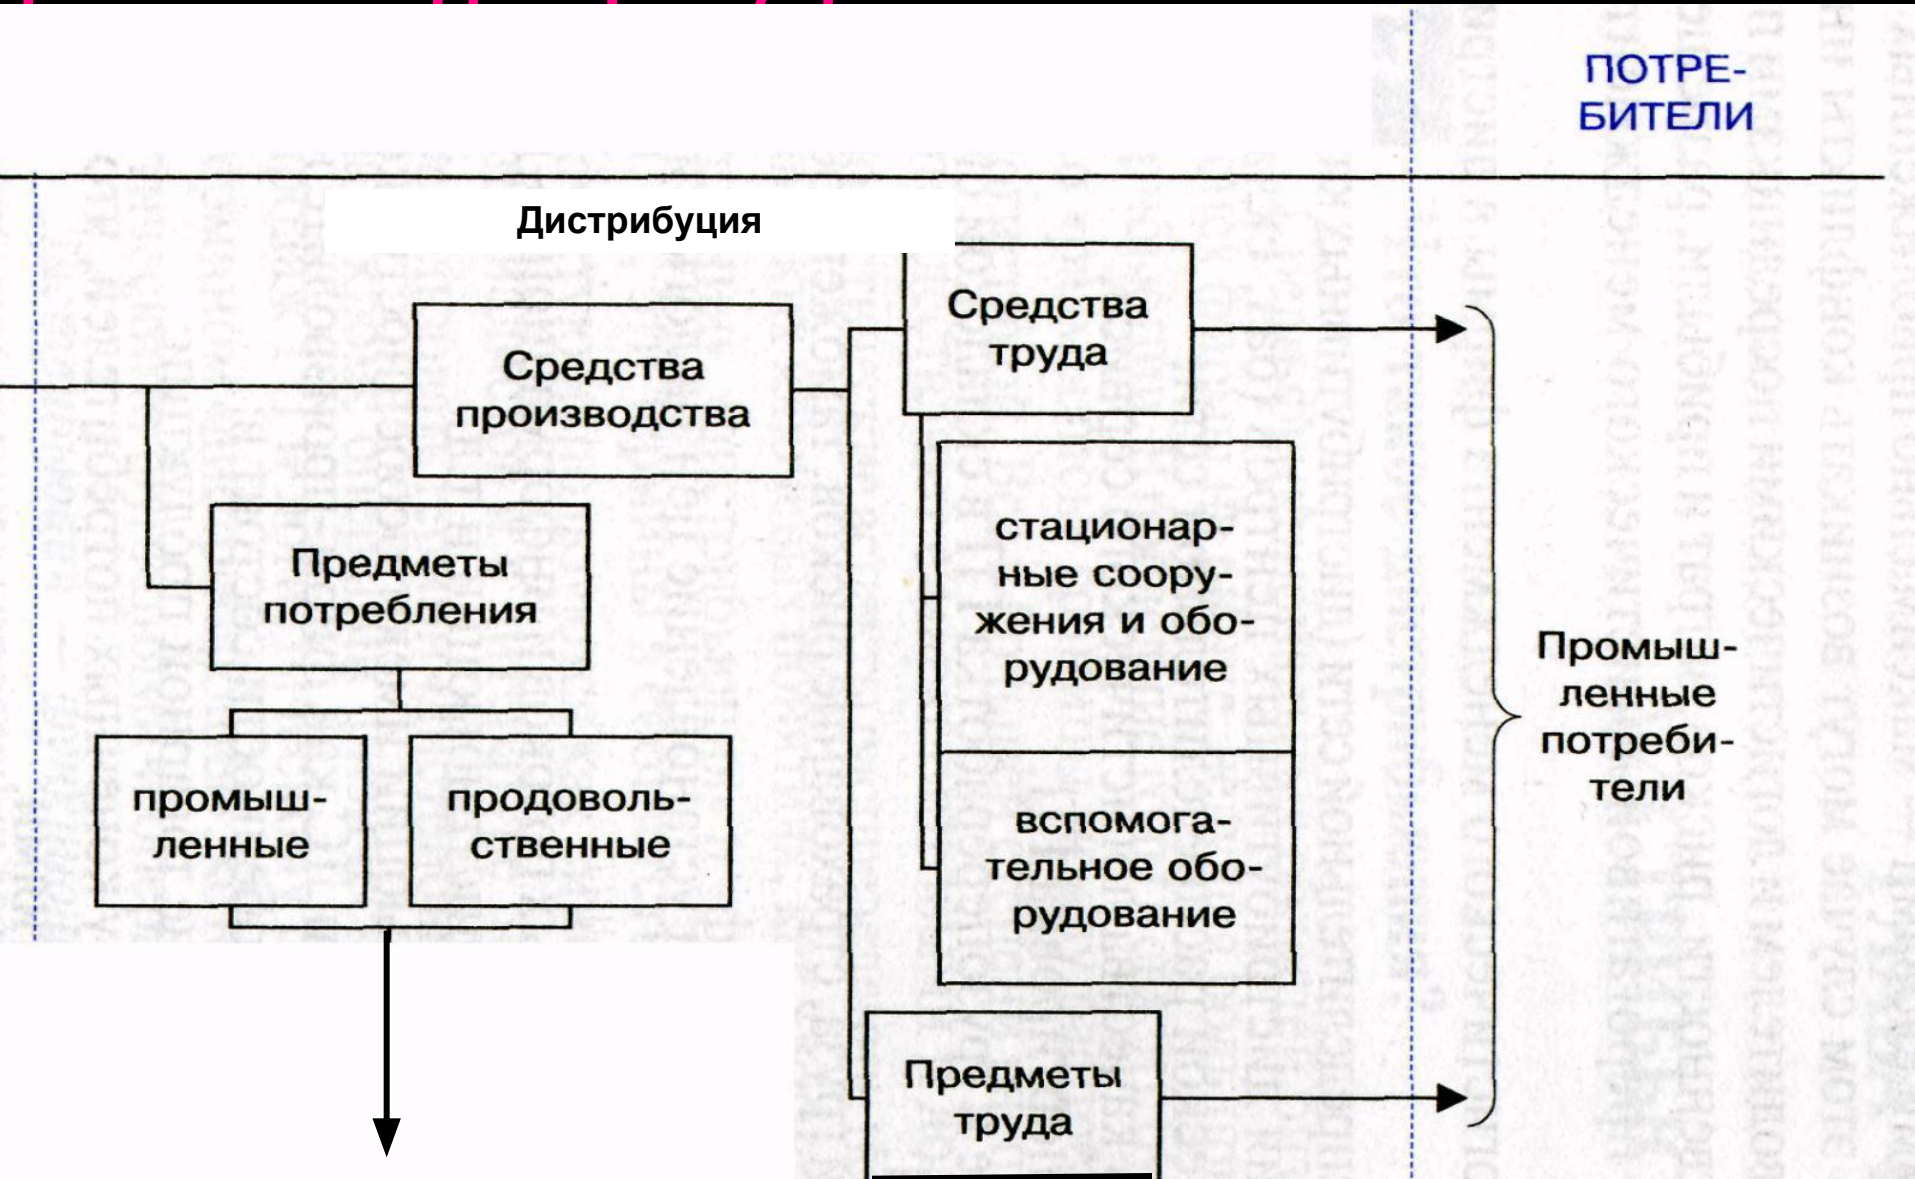 ПОТРЕ-
БИТЕЛИ
Дистрибуция
Средства
производства
Предметы
потребления
промыш-
ленные
продоволь-
ственные
Средства
труда
стационар-
ные соору-
жения и обо-
рудование
вспомога-
тельное обо-
рудование
Предметы
труда
Промыш-
ленные
потреби-
тели